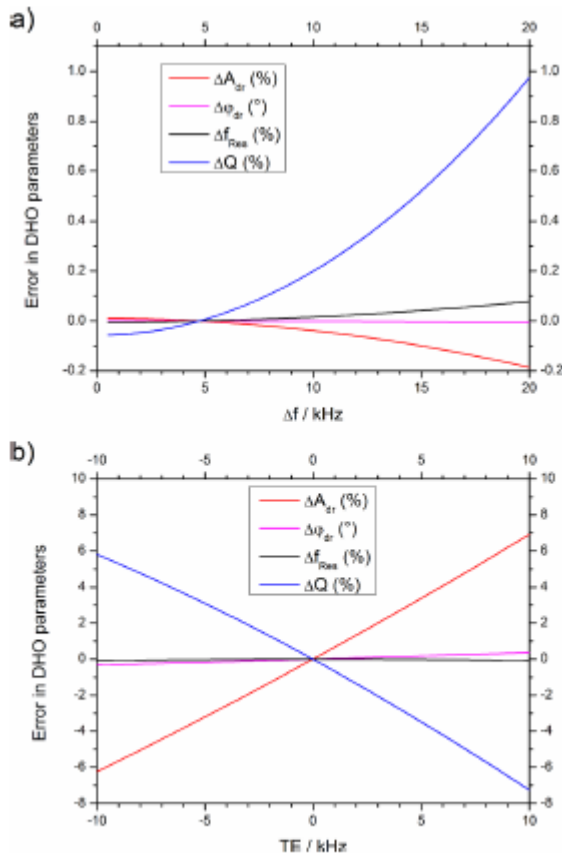 a)
0 5 10 15 20
ΔA_dr (%)
Δφ_dr (°)
Δf_Res (%)
ΔQ (%)
1.0 1.0
0.8 0.8
0.6 0.6
0.4 0.4
0.2 0.2
0.0 0.0
-0.2 -0.2
Error in DHO parameters
0 5 10 15 20
Δf / kHz
b)
-10 -5 0 5 10
ΔA_dr (%)
Δφ_dr (°)
Δf_Res (%)
ΔQ (%)
10 10
8 8
6 6
4 4
2 2
0 0
-2 -2
-4 -4
-6 -6
-8 -8
Error in DHO parameters
-10 -5 0 5 10
TE / kHz